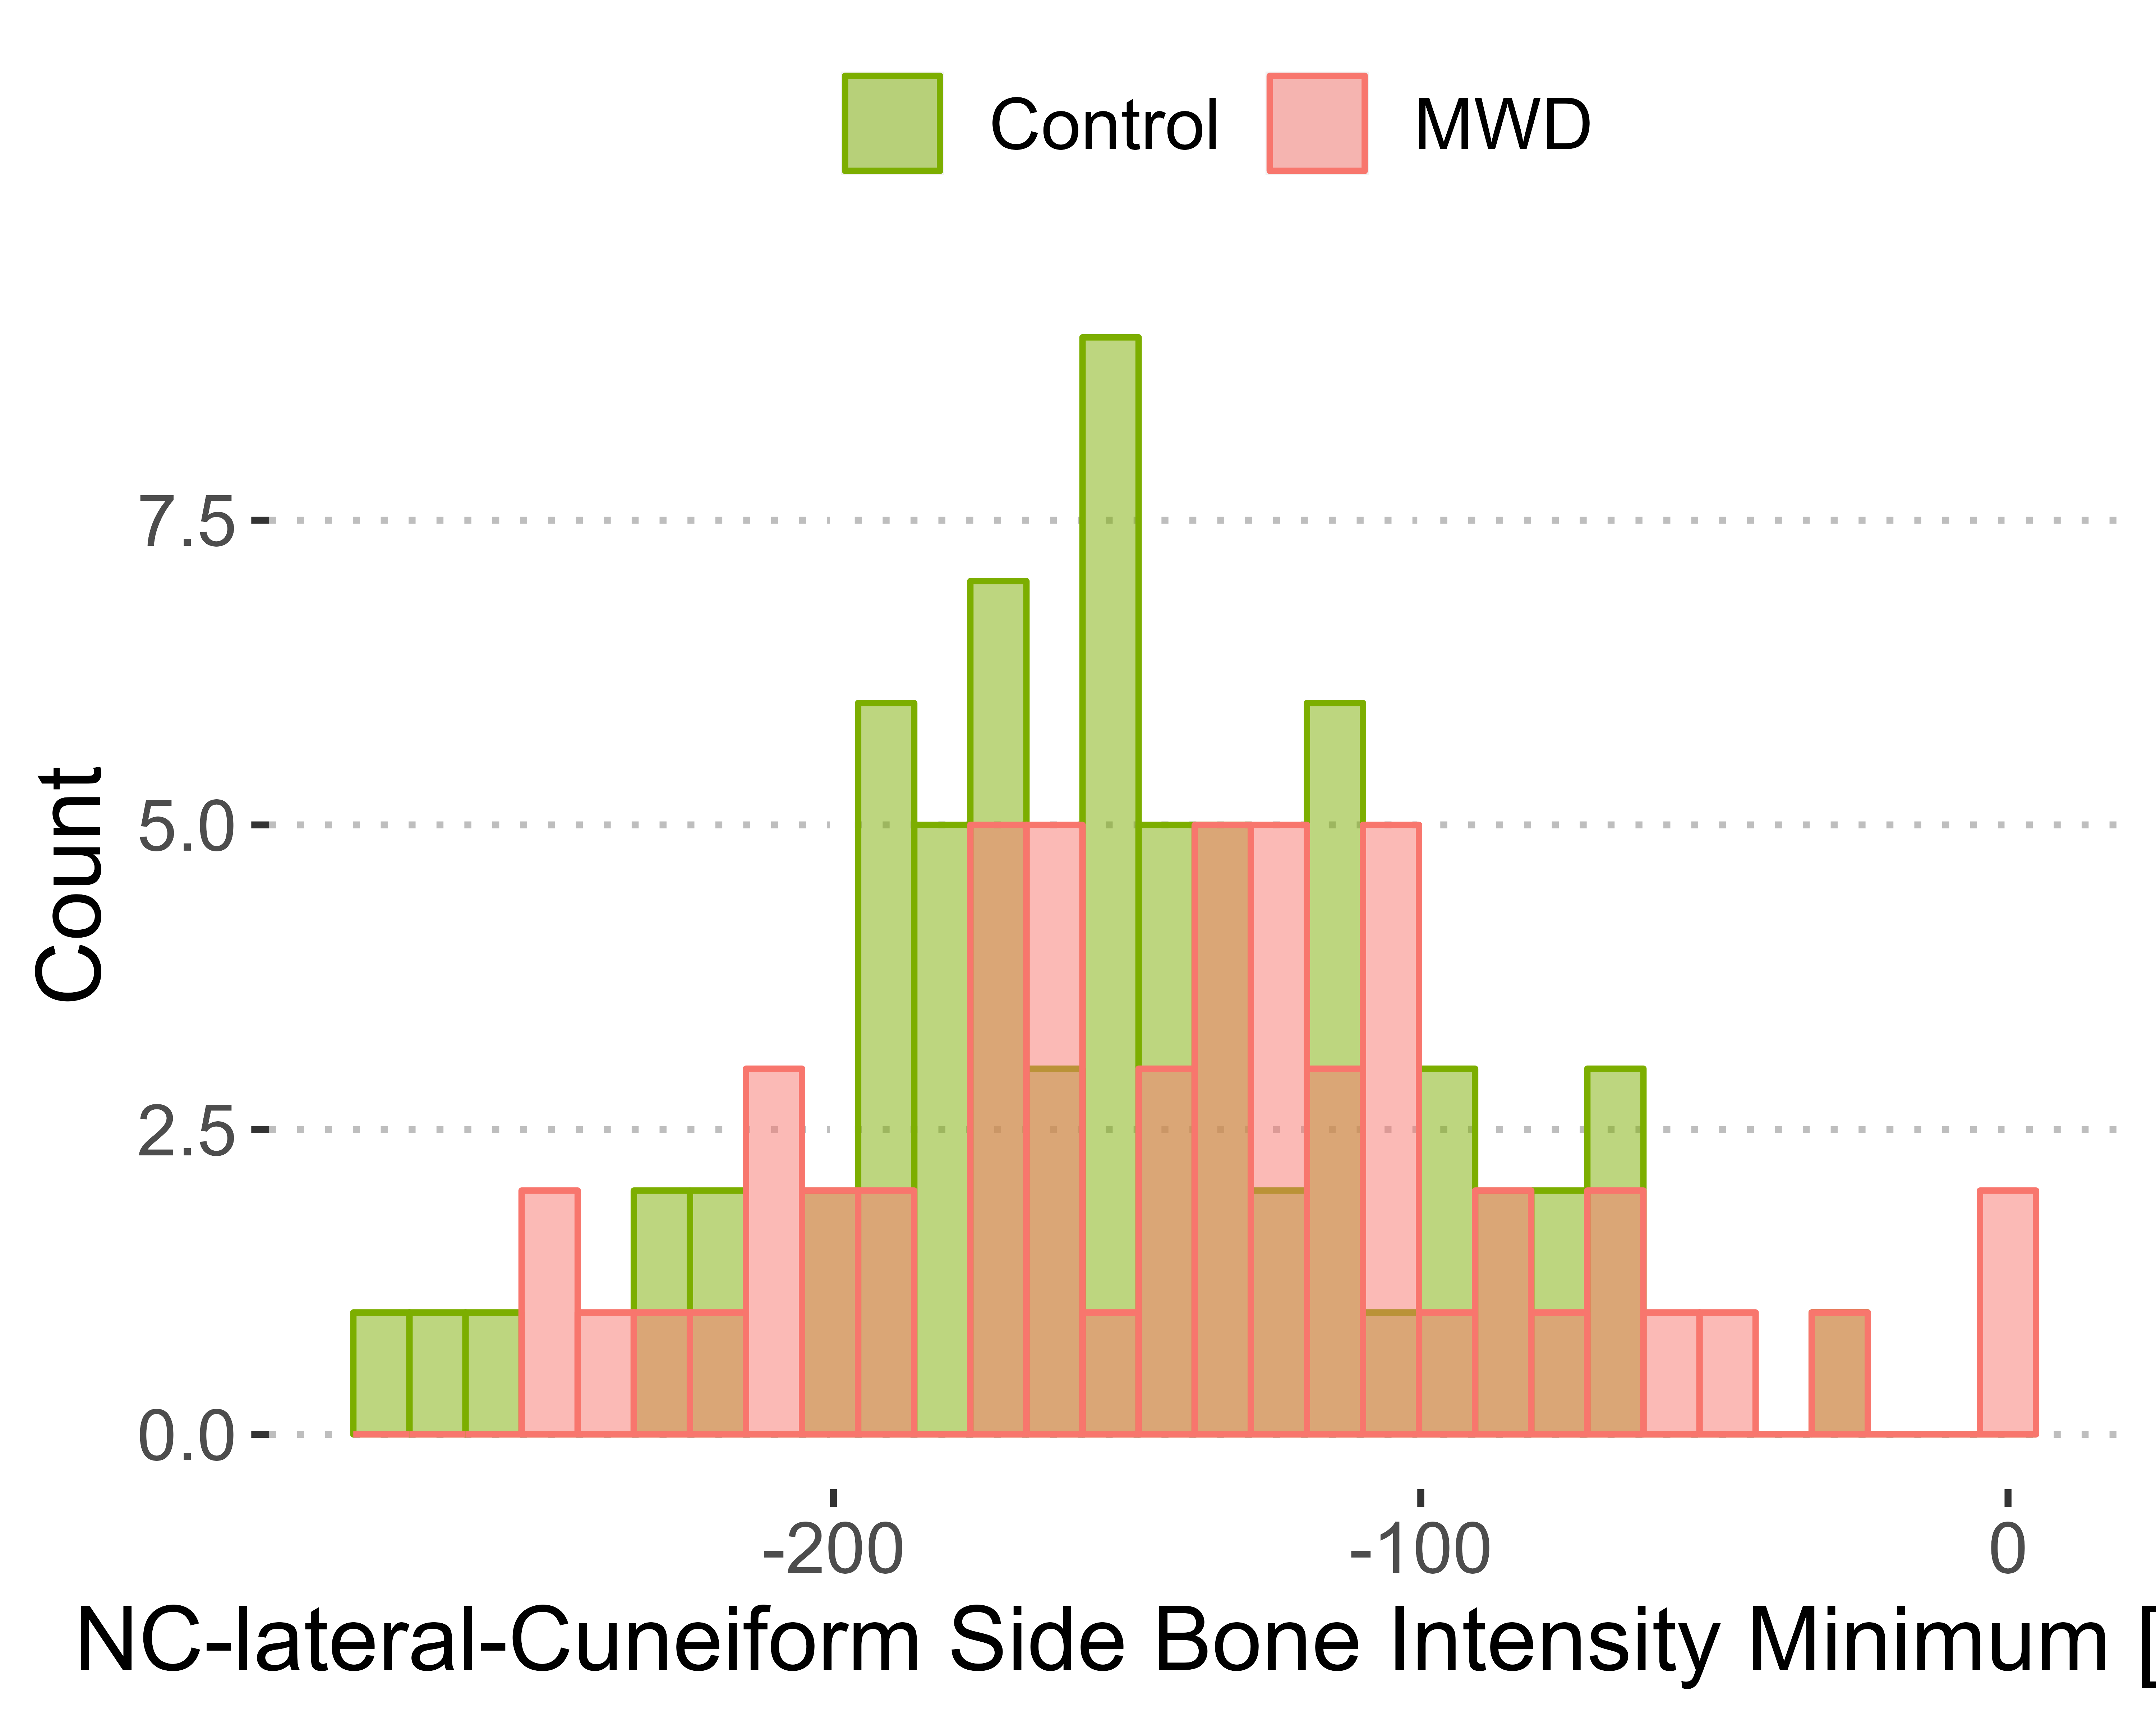 Control MWD
7.5
5.0
2.5
0.0
Count
-200 -100 0
NC-lateral-Cuneiform Side Bone Intensity Minimum [